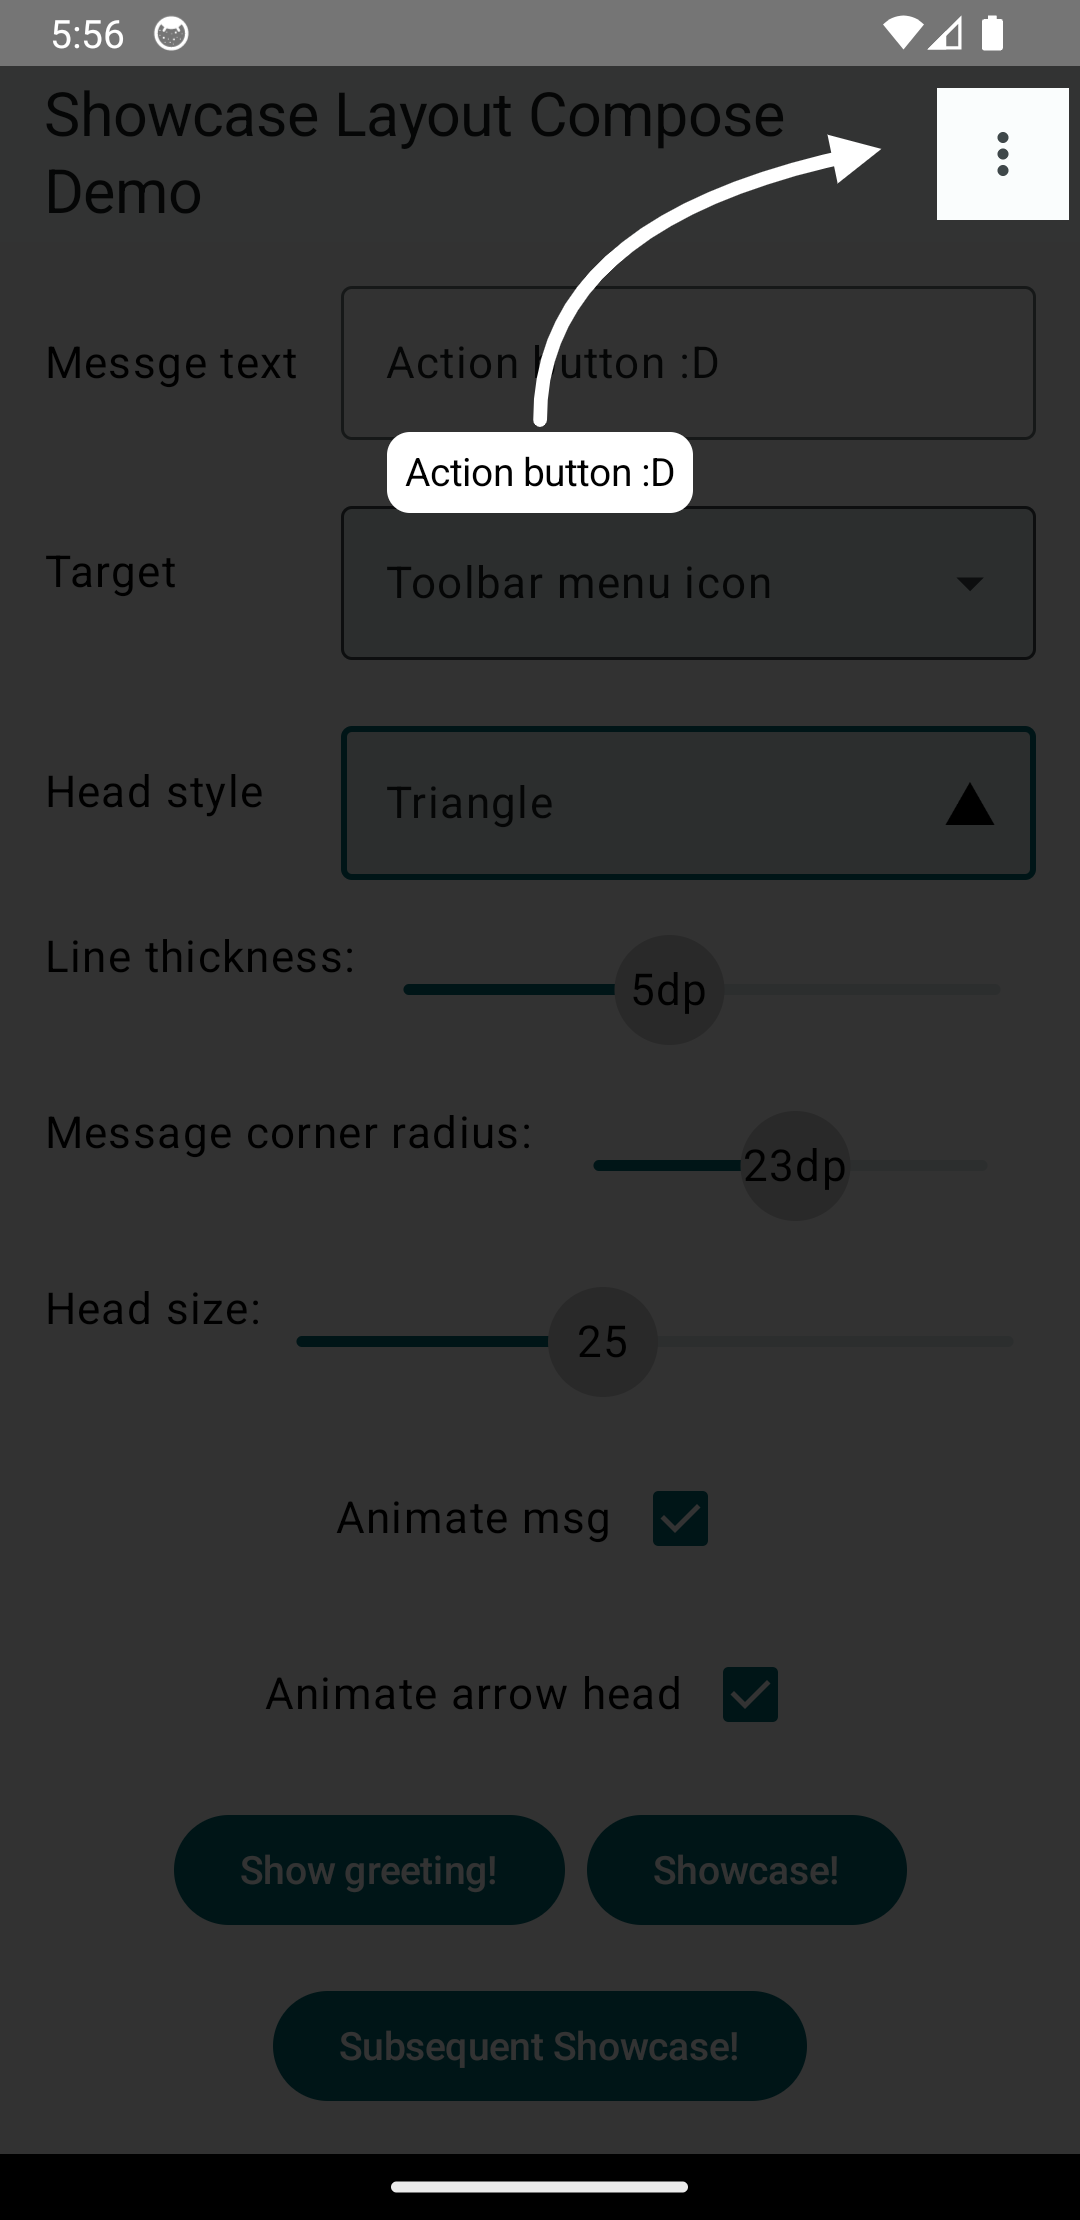 5:56
Showcase Layout Compose
Demo
Messge text
Action button :D
Action button :D
Target
Toolbar menu icon
Head style
Triangle
Line thickness:
5dp
Message corner radius:
23dp
Head size:
25
Animate msg
Animate arrow head
Show greeting!
Showcase!
Subsequent Showcase!